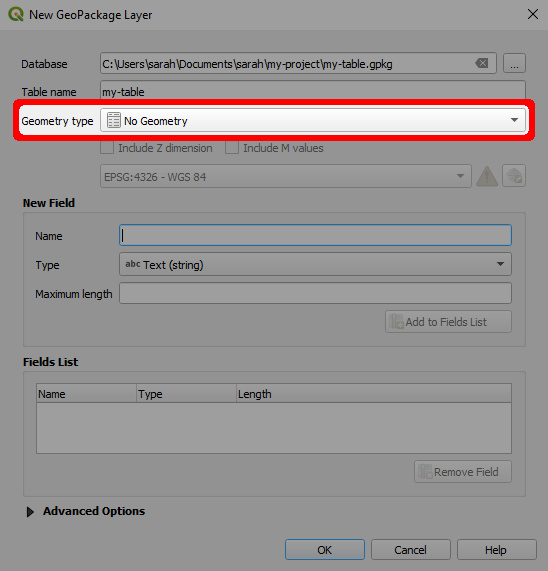 New GeoPackage Layer
Database C:\Users\sarah\Documents\sarah\my-project\my-table.gpkg ...
Table name my-table
Geometry type No Geometry
Include Z dimension Include M values
EPSG:4326 - WGS 84
New Field
Name
Type abc Text (string)
Maximum length
Add to Fields List
Fields List
Name Type Length
Remove Field
Advanced Options
OK Cancel Help